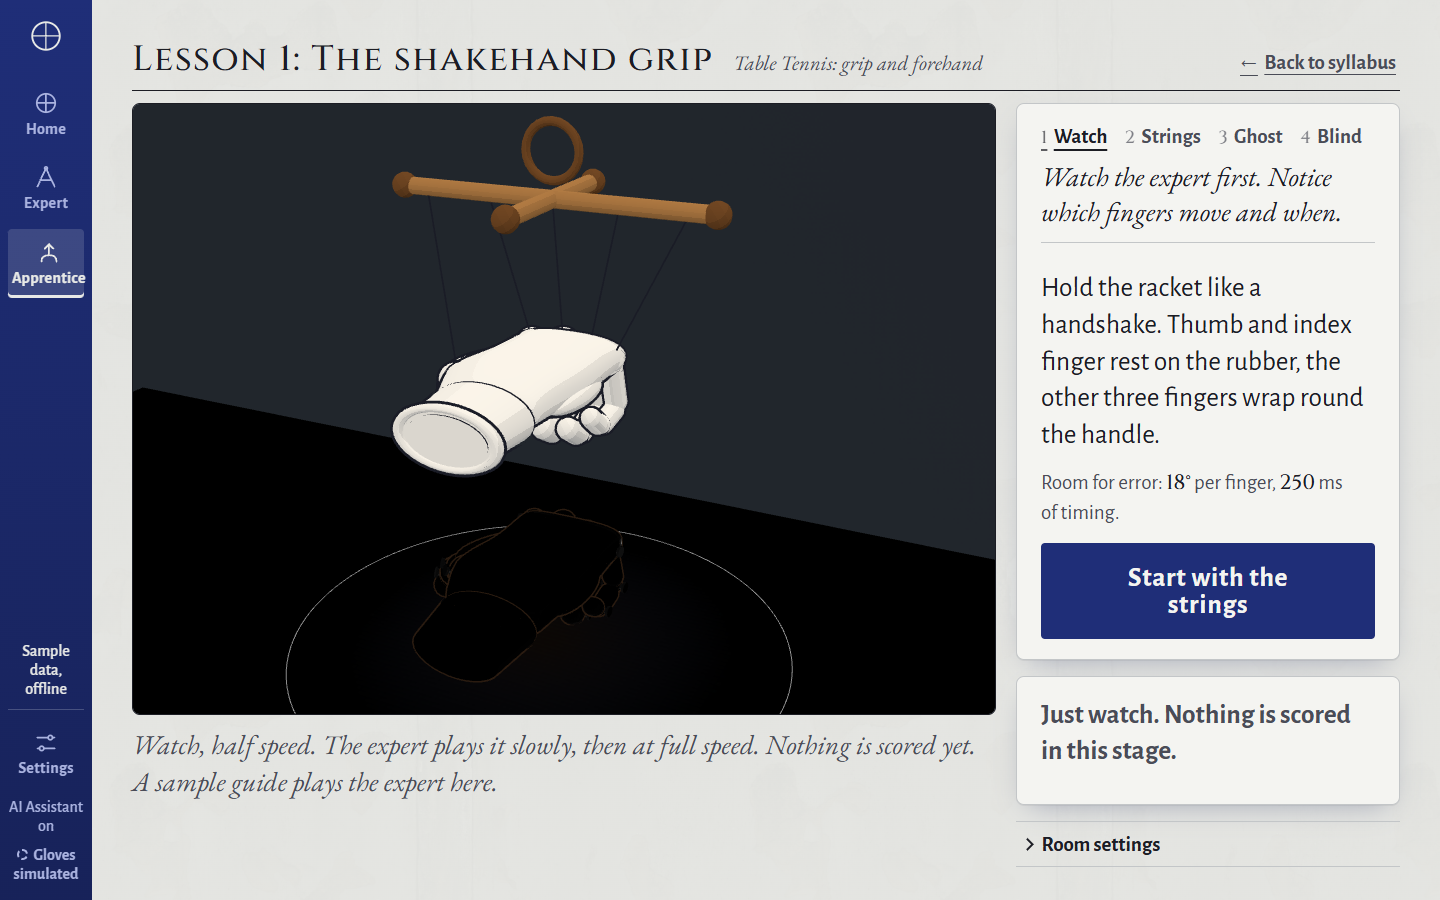 Home
Expert
Apprentice
Sample
data,
offline
Settings
AI Assistant
on
Gloves
simulated
Lesson 1: The shakehand grip
Table Tennis: grip and forehand
← Back to syllabus
Watch, half speed. The expert plays it slowly, then at full speed. Nothing is scored yet.
A sample guide plays the expert here.
1 Watch 2 Strings 3 Ghost 4 Blind
Watch the expert first. Notice
which fingers move and when.
Hold the racket like a
handshake. Thumb and index
finger rest on the rubber, the
other three fingers wrap round
the handle.
Room for error: 18° per finger, 250 ms
of timing.
Start with the
strings
Just watch. Nothing is scored
in this stage.
Room settings